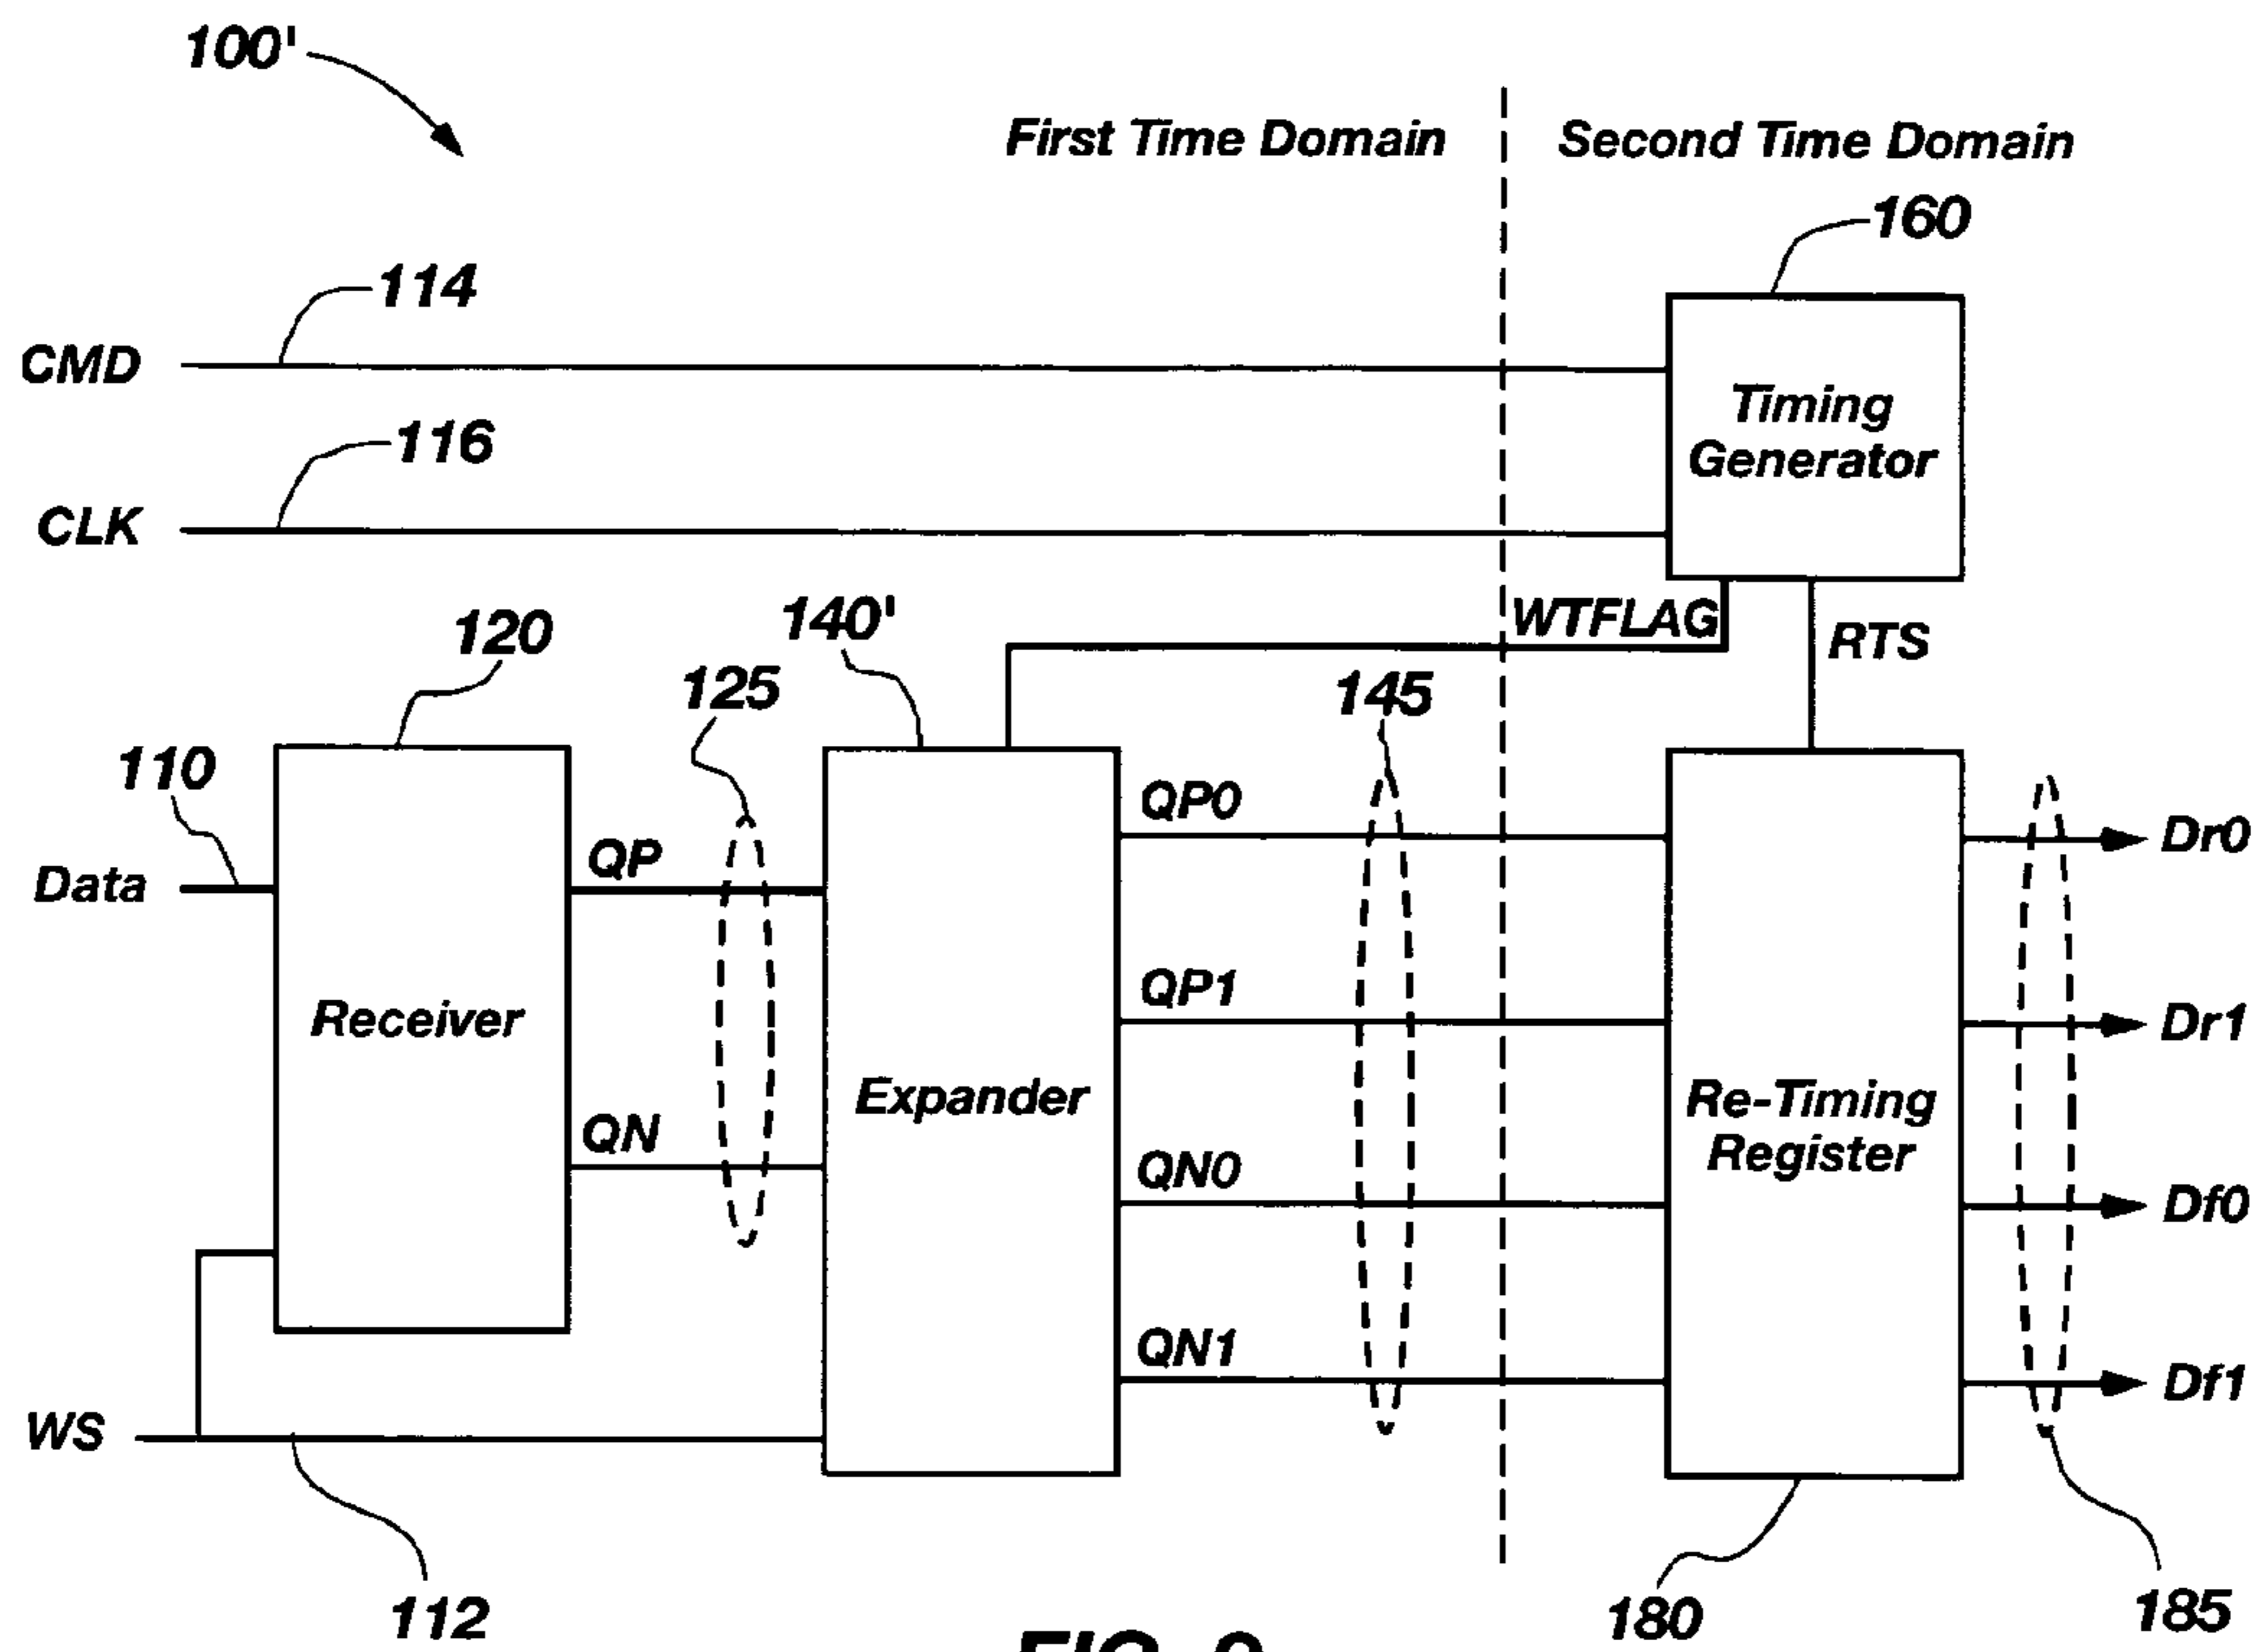 100'
First Time Domain
Second Time Domain
160
114
CMD
Timing
Generator
116
CLK
140'
WTFLAG
RTS
120
125
145
110
QP0
Dr0
Data
QP
QP1
Dr1
Receiver
Expander
Re-Timing
Register
QN
QN0
Df0
QN1
Df1
WS
112
180
185